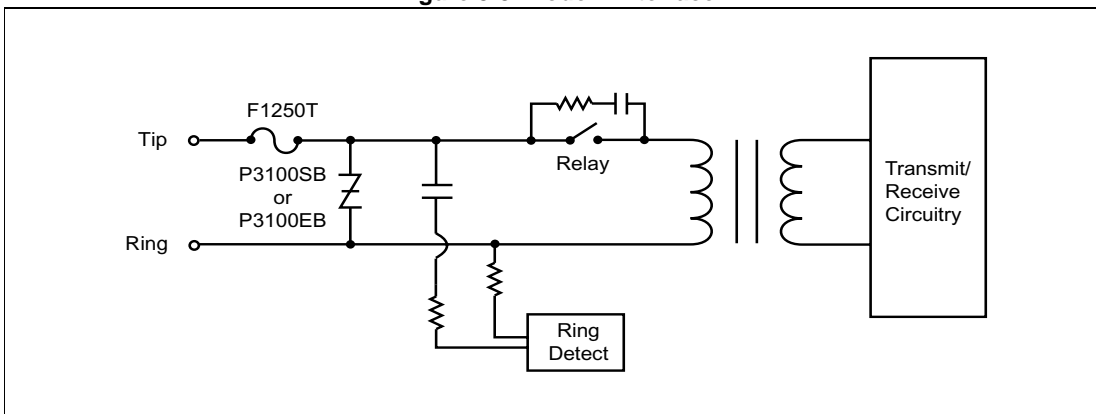 F1250T
Tip
P3100SB
or
P3100EB
Ring
Relay
Transmit/
Receive
Circuitry
Ring
Detect